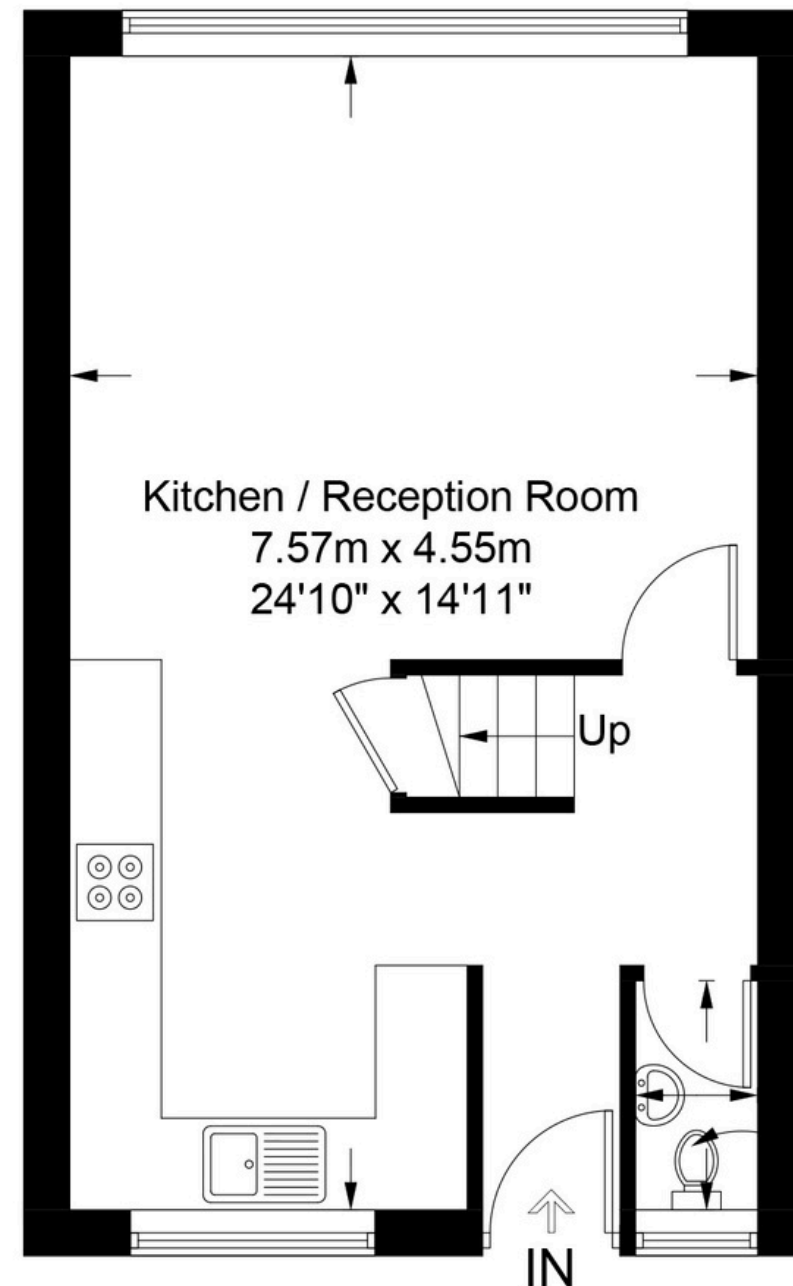 Kitchen / Reception Room
7.57m x 4.55m
24'10" x 14'11"
Up
IN